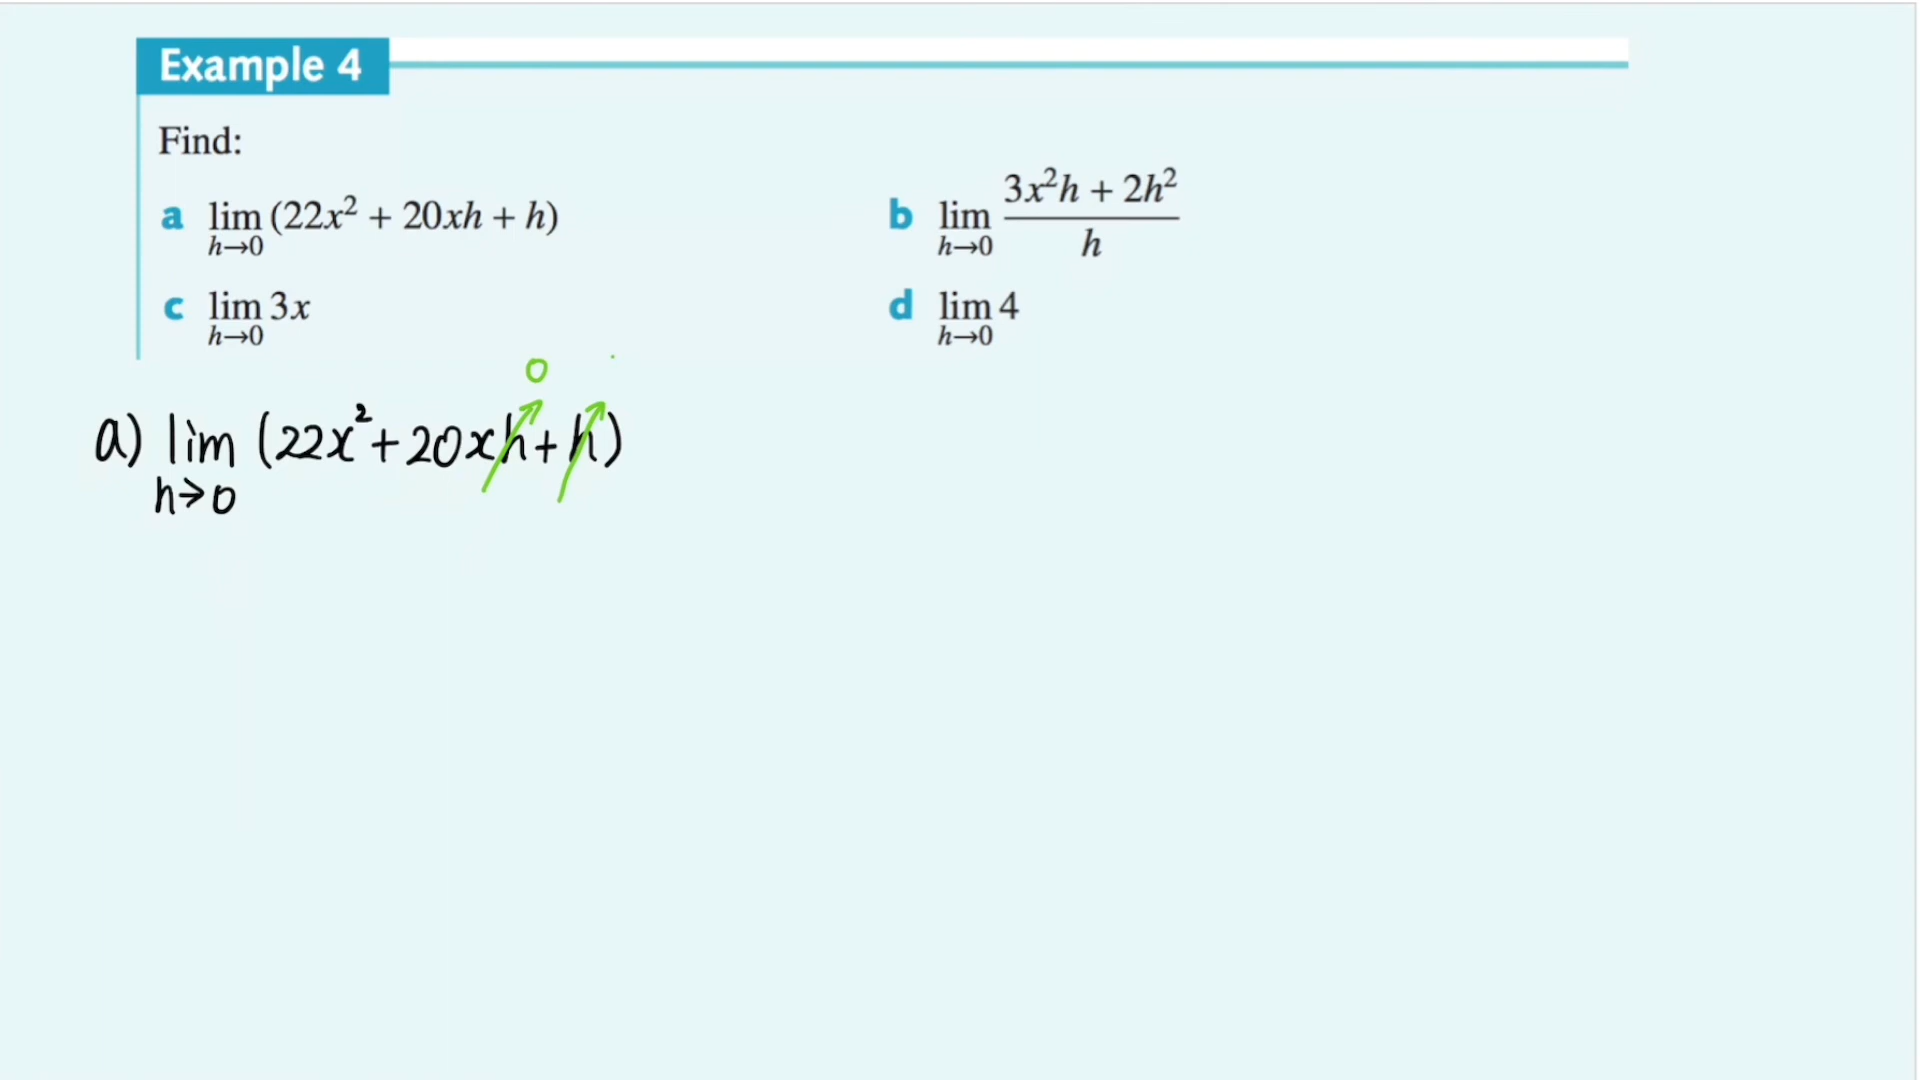 Example 4
Find:
a lim h→0 (22x² + 20xh + h)
b lim h→0 3x²h + 2h² / h
c lim h→0 3x
d lim h→0 4
0
a) lim (22x² + 20xh + h)
h→0